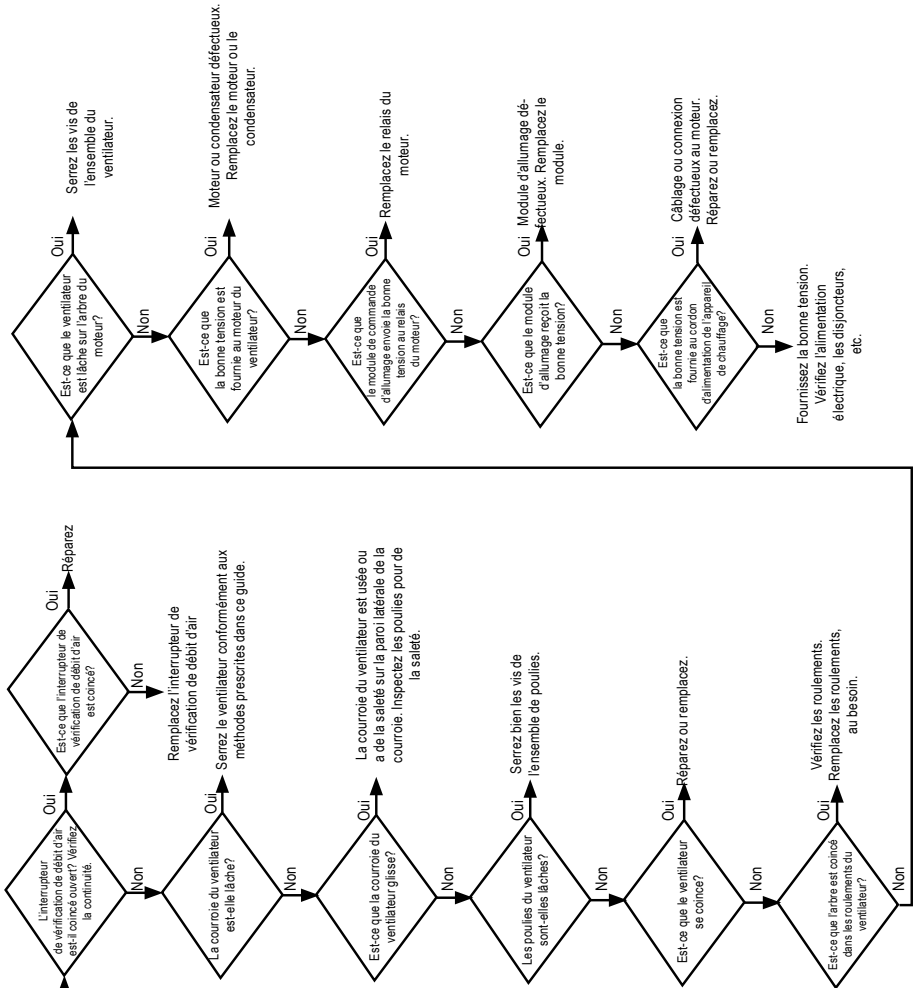 L'interrupteur
de vérification de débit d'air
est-il coincé ouvert? Vérifiez
la continuité.
Oui
Non
Est-ce que l'interrupteur de
vérification de débit d'air
est coincé?
Oui
Réparez
Non
Remplacez l'interrupteur de
vérification de débit d'air
La courroie du ventilateur
est-elle lâche?
Oui
Serrez le ventilateur conformément aux
méthodes prescrites dans ce guide.
Non
Est-ce que la courroie du
ventilateur glisse?
Oui
La courroie du ventilateur est usée ou
a de la saleté sur la paroi latérale de la
courroie. Inspectez les poulies pour de
la saleté.
Non
Les poulies du ventilateur
sont-elles lâches?
Oui
Serrez bien les vis de
l'ensemble de poulies.
Non
Est-ce que le ventilateur
se coince?
Oui
Réparez ou remplacez.
Non
Est-ce que l'arbre est coincé
dans les roulements du
ventilateur?
Oui
Vérifiez les roulements.
Remplacez les roulements,
au besoin.
Non
Est-ce que le ventilateur
est lâche sur l'arbre du
moteur?
Oui
Serrez les vis de
l'ensemble du
ventilateur.
Non
Est-ce que
la bonne tension est
fournie au moteur du
ventilateur?
Oui
Moteur ou condensateur défectueux.
Remplacez le moteur ou le
condensateur.
Non
Est-ce que
le module de commande
d'allumage envoie la bonne
tension au relais
du moteur?
Oui
Remplacez le relais du
moteur.
Non
Est-ce que le module
d'allumage reçoit la
bonne tension?
Oui
Module d'allumage dé-
fectueux. Remplacez le
module.
Non
Est-ce que
la bonne tension est
fournie au cordon
d'alimentation de l'appareil
de chauffage?
Oui
Câblage ou connexion
défectueux au moteur.
Réparez ou remplacez.
Non
Fournissez la bonne tension.
Vérifiez l'alimentation
électrique, les disjoncteurs,
etc.